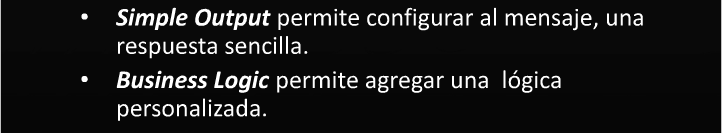 • Simple Output permite configurar al mensaje, una
respuesta sencilla.
• Business Logic permite agregar una  lógica
personalizada.